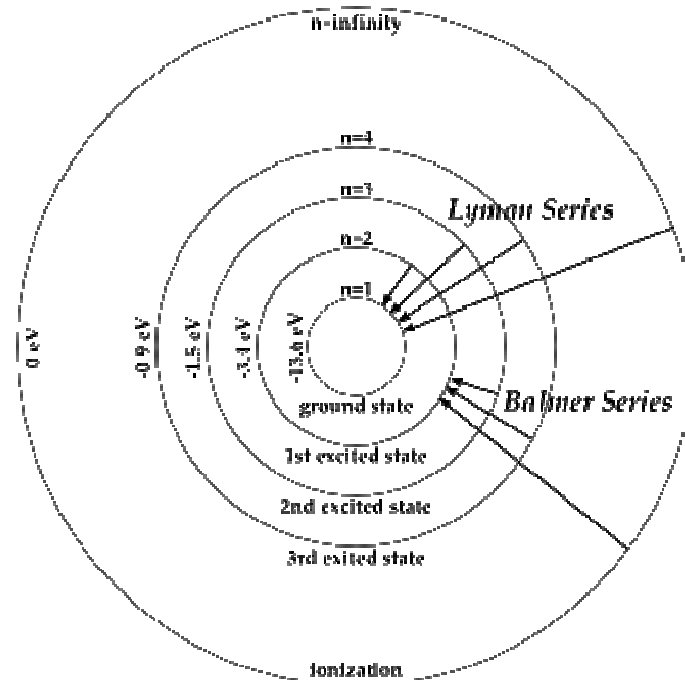 n-infinity
n=4
n=3
Lyman Series
n=2
n=1
0 eV
-0.9 eV
-1.5 eV
-3.4 eV
-13.6 eV
Balmer Series
ground state
1st excited state
2nd excited state
3rd exited state
ionization